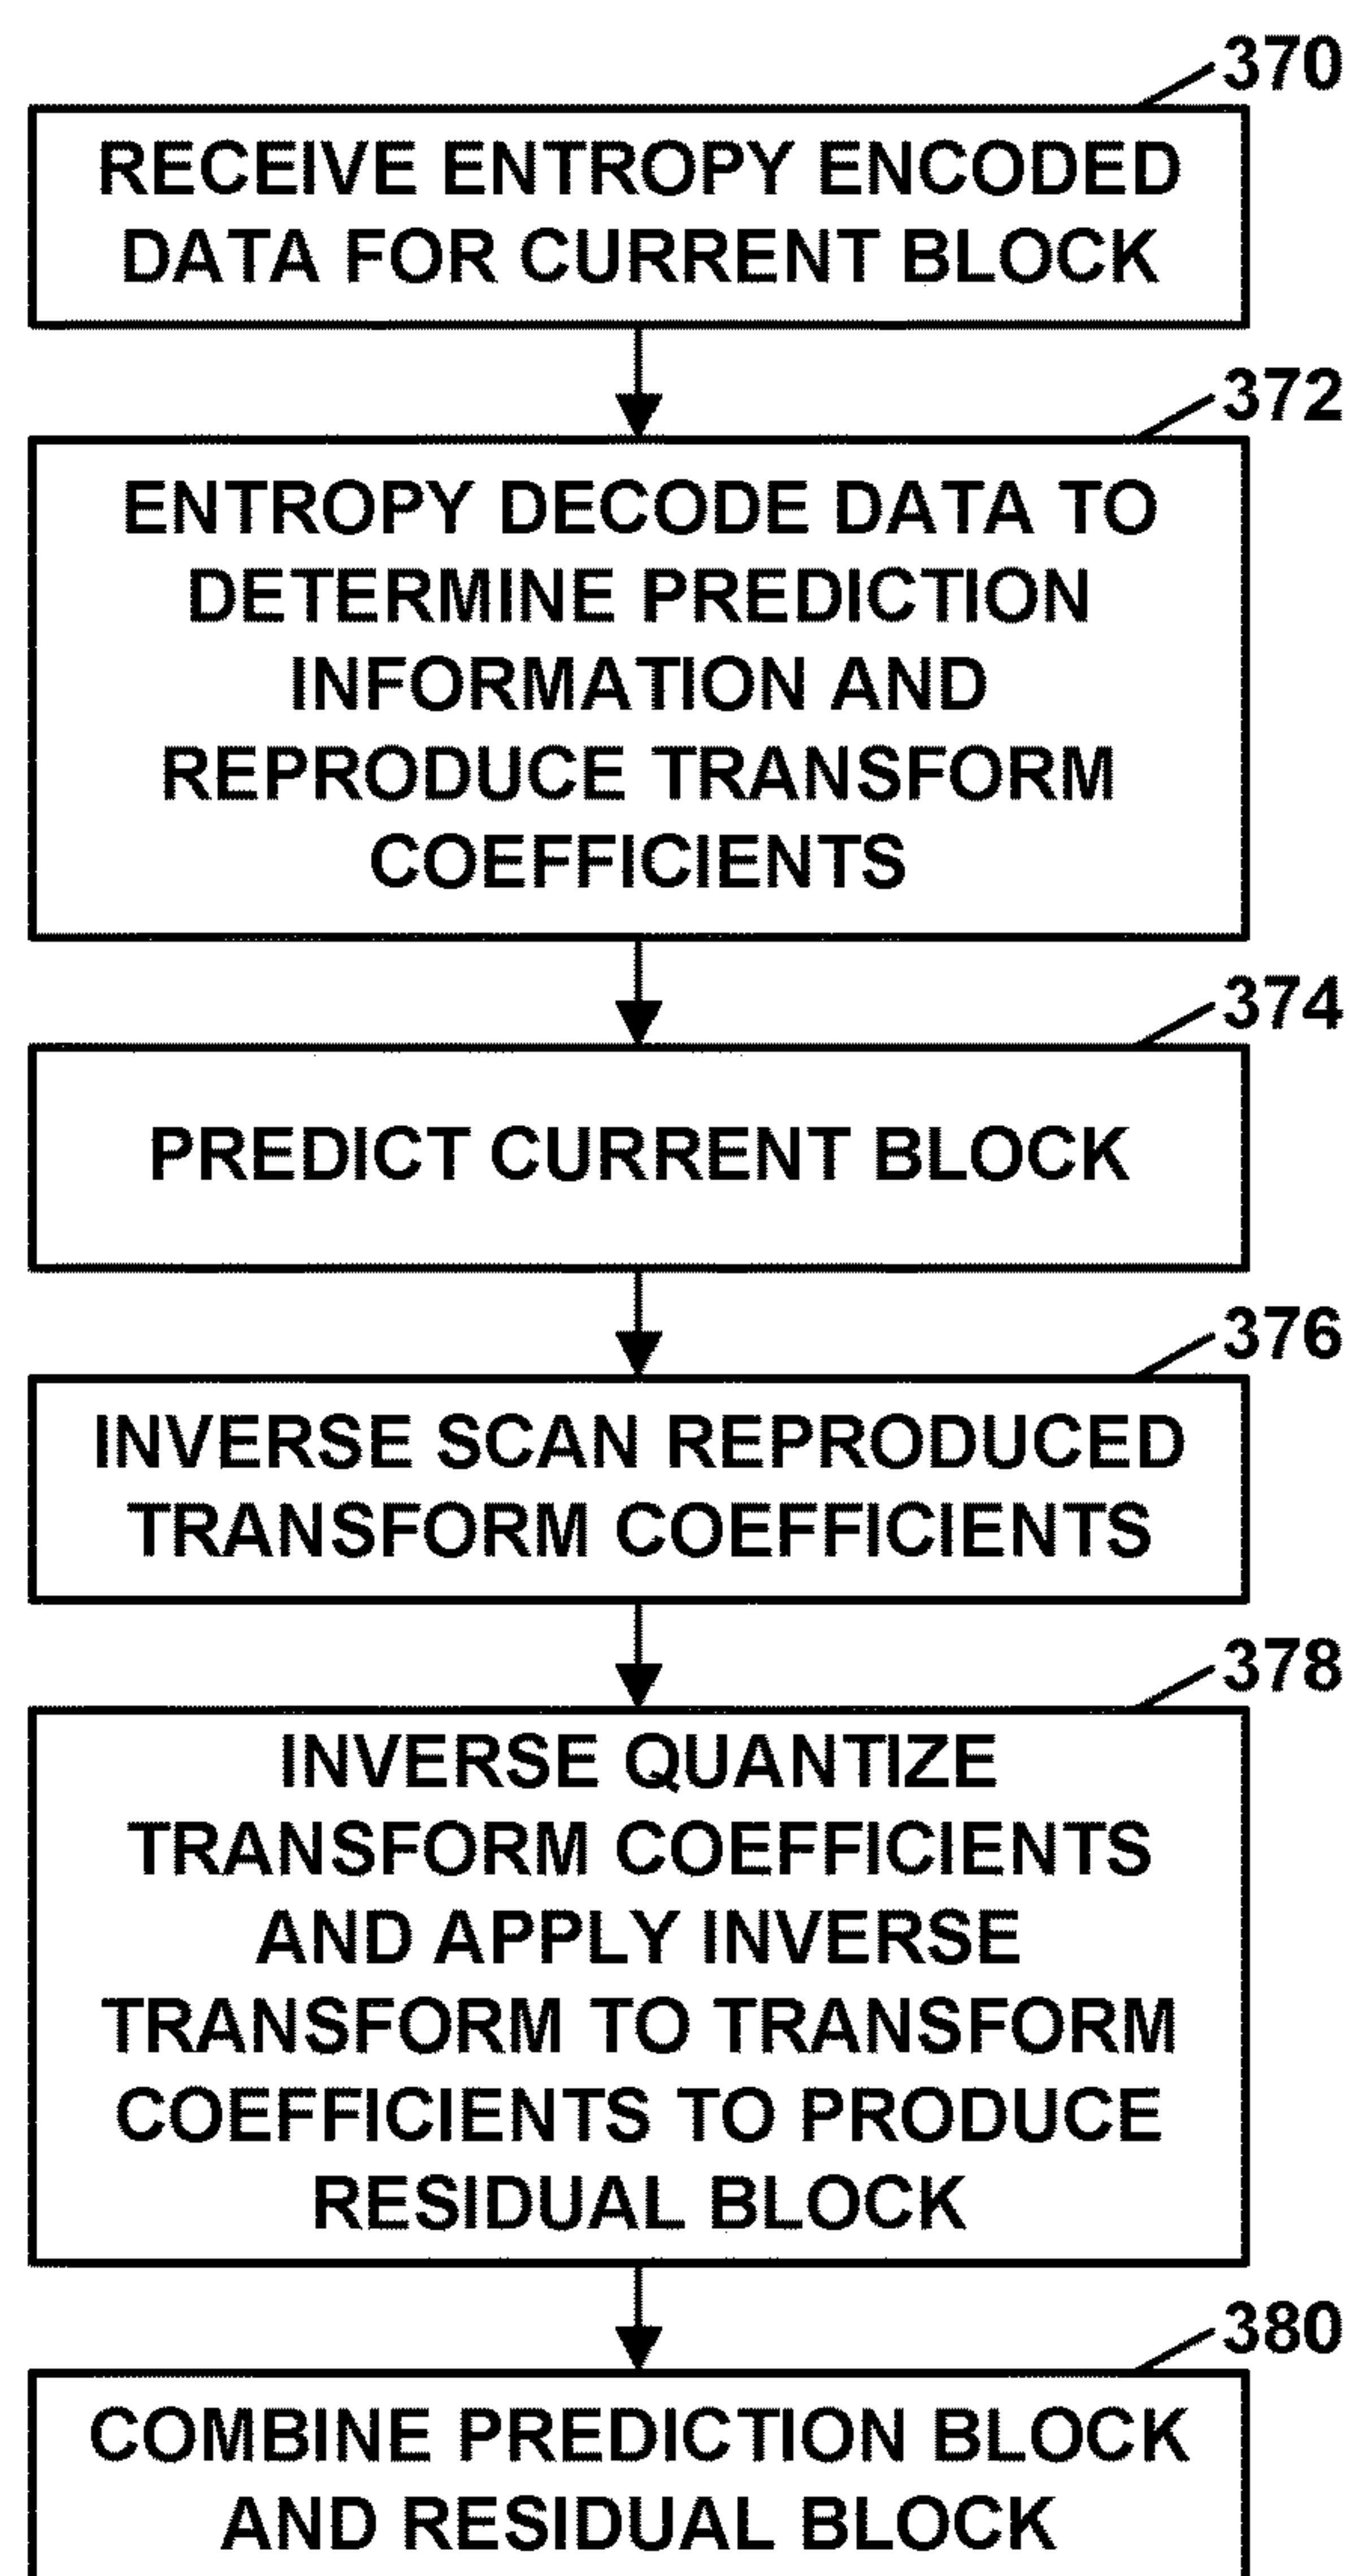 370
RECEIVE ENTROPY ENCODED
DATA FOR CURRENT BLOCK
372
ENTROPY DECODE DATA TO
DETERMINE PREDICTION
INFORMATION AND
REPRODUCE TRANSFORM
COEFFICIENTS
374
PREDICT CURRENT BLOCK
376
INVERSE SCAN REPRODUCED
TRANSFORM COEFFICIENTS
378
INVERSE QUANTIZE
TRANSFORM COEFFICIENTS
AND APPLY INVERSE
TRANSFORM TO TRANSFORM
COEFFICIENTS TO PRODUCE
RESIDUAL BLOCK
380
COMBINE PREDICTION BLOCK
AND RESIDUAL BLOCK